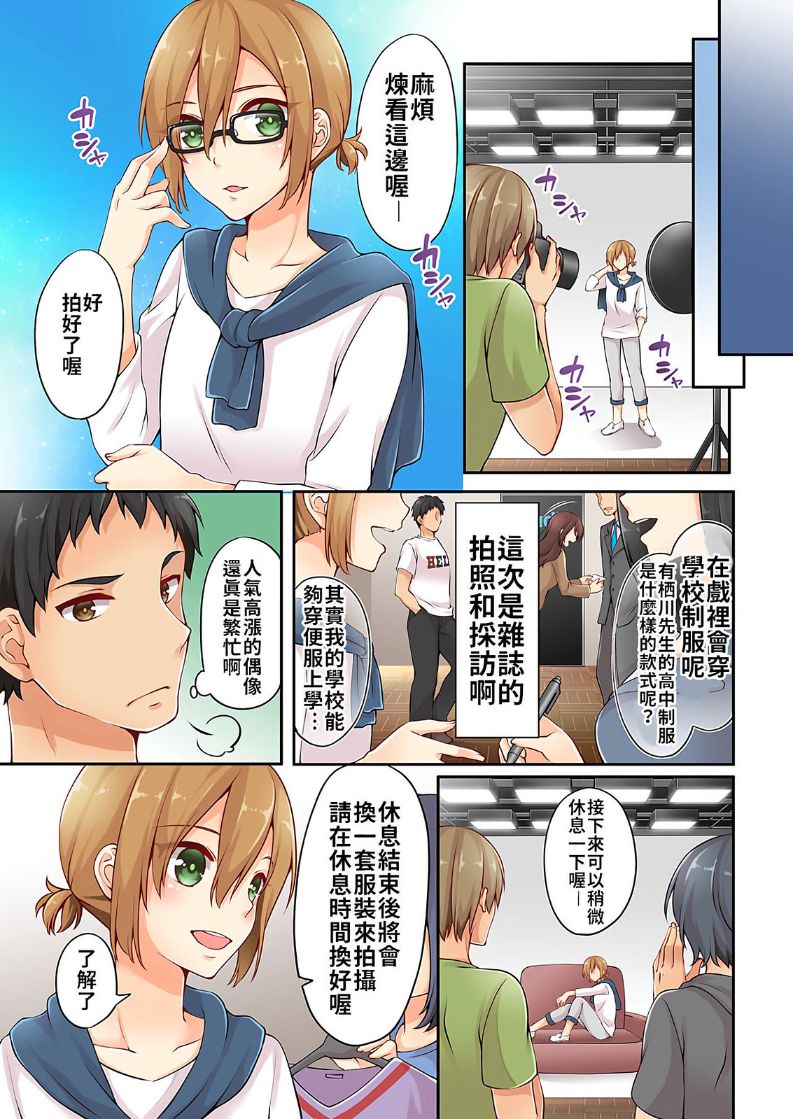 カシャ
カシャ
カシャ
麻煩
煉看這邊喔ー
カシャ
カシャ
好
拍好了喔
在戲裡會穿
學校制服呢
有栖川先生的高中制服
是什麼樣的款式呢？
這次是雜誌的
拍照和採訪啊
HEL
其實我的學校能
夠穿便服上學…
人氣高漲的偶像
還真是繁忙啊
接下來可以稍微
休息一下喔ー
休息結束後將會
換一套服裝來拍攝
請在休息時間換好喔
了解了